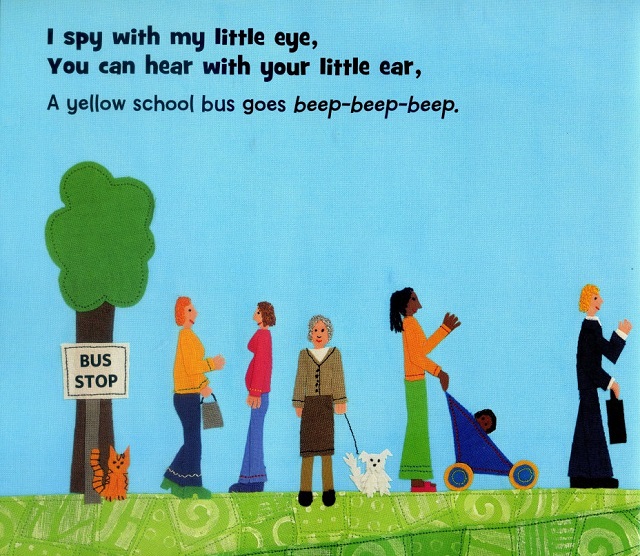 I spy with my little eye,
You can hear with your little ear,
A yellow school bus goes beep-beep-beep.
BUS
STOP